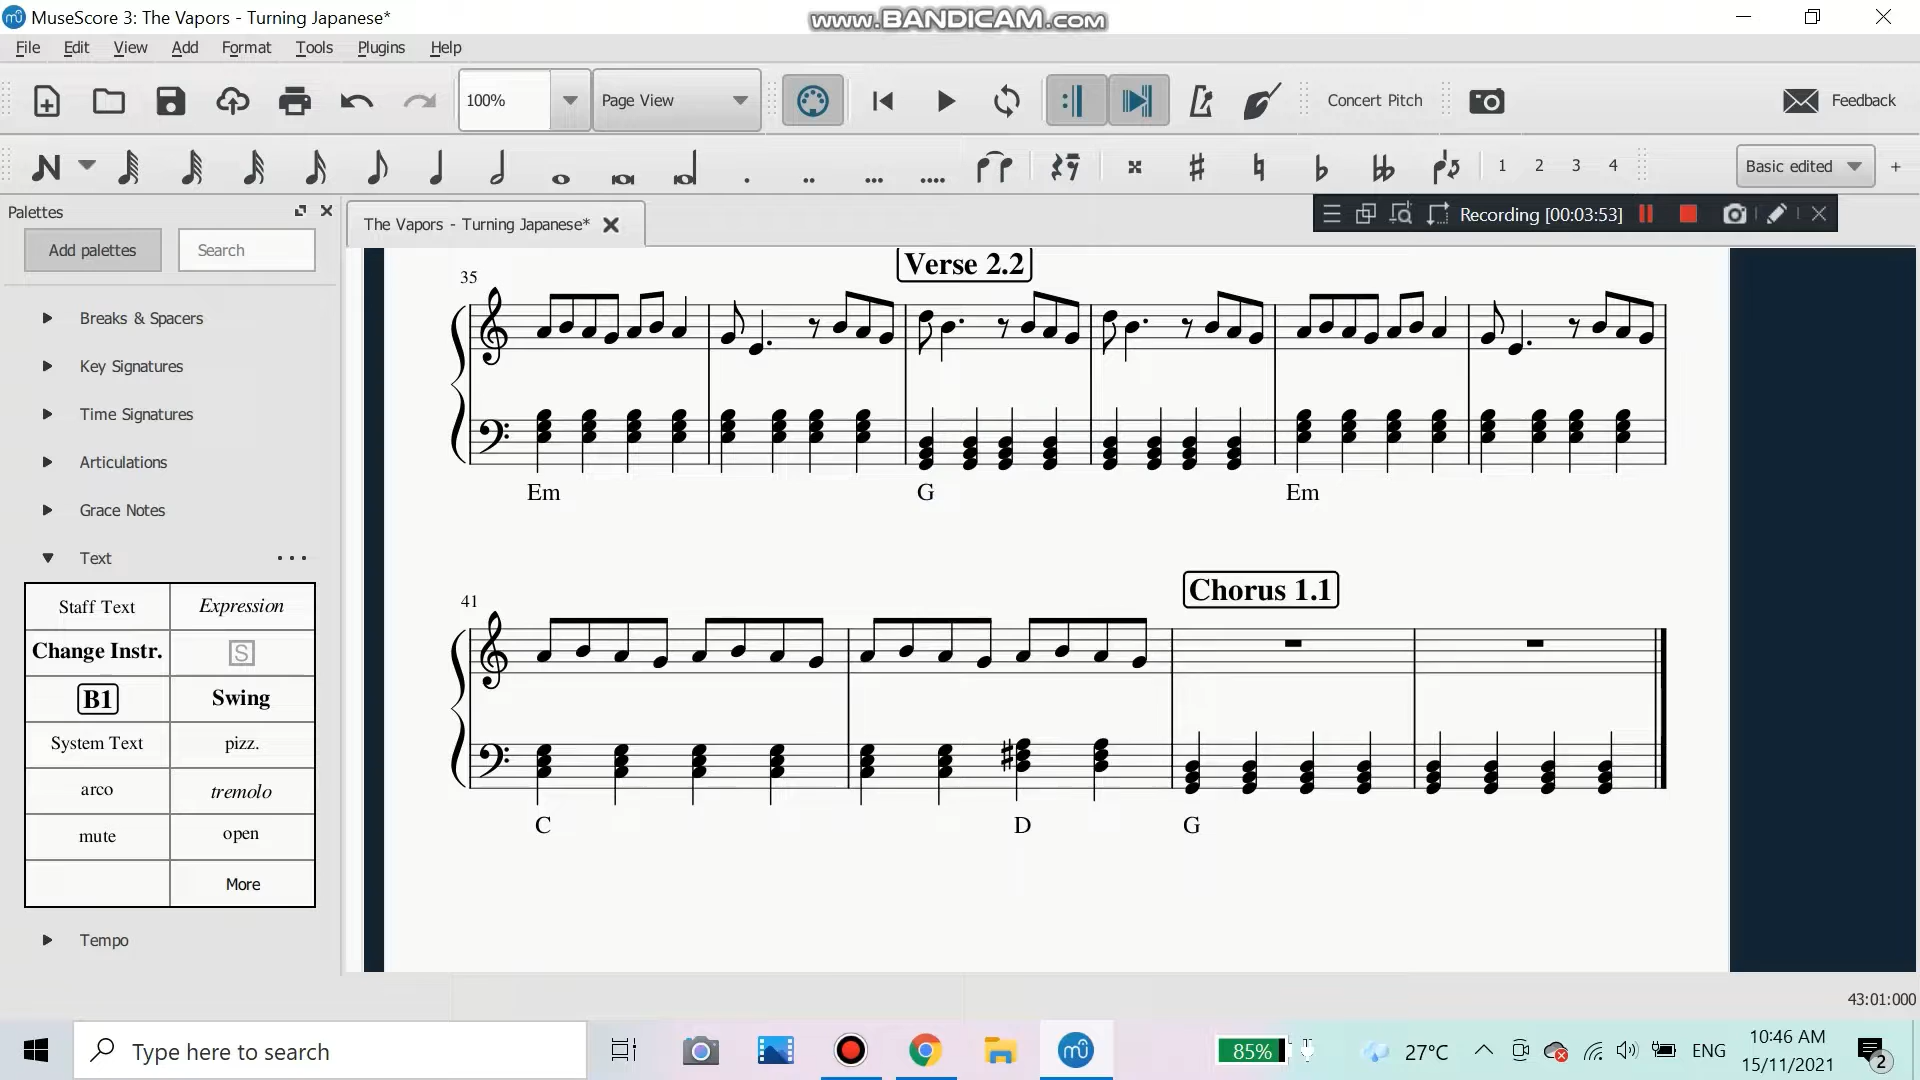 MuseScore 3: The Vapors - Turning Japanese*
www.BANDICAM.com
File Edit View Add Format Tools Plugins Help
100% Page View Concert Pitch Feedback
1 2 3 4 Basic edited +
Palettes
Add palettes Search
The Vapors - Turning Japanese*
Recording [00:03:53]
Breaks & Spacers
Key Signatures
Time Signatures
Articulations
Grace Notes
Text
Staff Text Expression
Change Instr. S
B1 Swing
System Text pizz.
arco tremolo
mute open
More
Tempo
Verse 2.2
35
Em G Em
Chorus 1.1
41
C D G
43:01:000
Type here to search
85% 27°C ENG 10:46 AM
15/11/2021
2